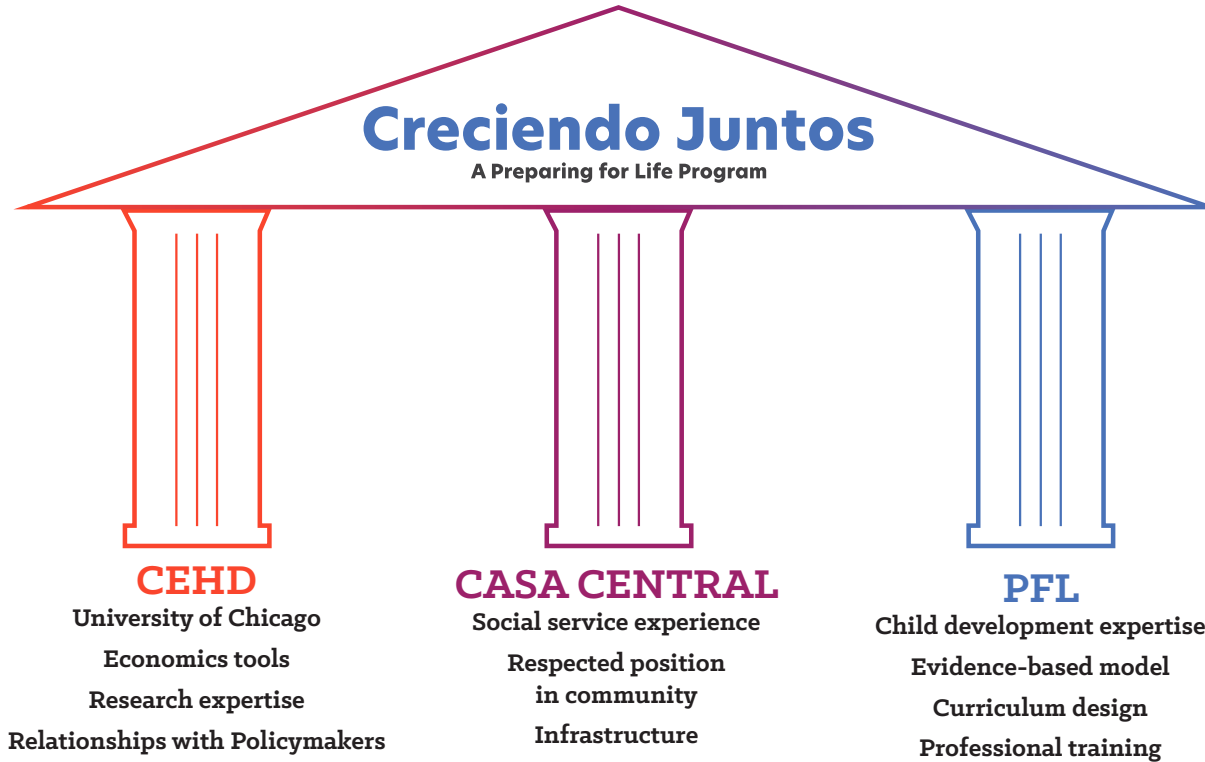 Creciendo Juntos
A Preparing for Life Program
CEHD
University of Chicago
Economics tools
Research expertise
Relationships with Policymakers
CASA CENTRAL
Social service experience
Respected position
in community
Infrastructure
PFL
Child development expertise
Evidence-based model
Curriculum design
Professional training